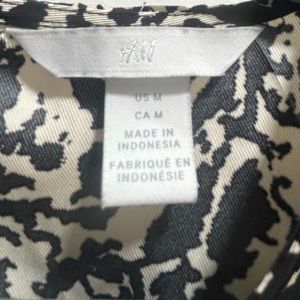 H&M
US M
CA M
MADE IN
INDONESIA
FABRIQUÉ EN
INDONÉSIE